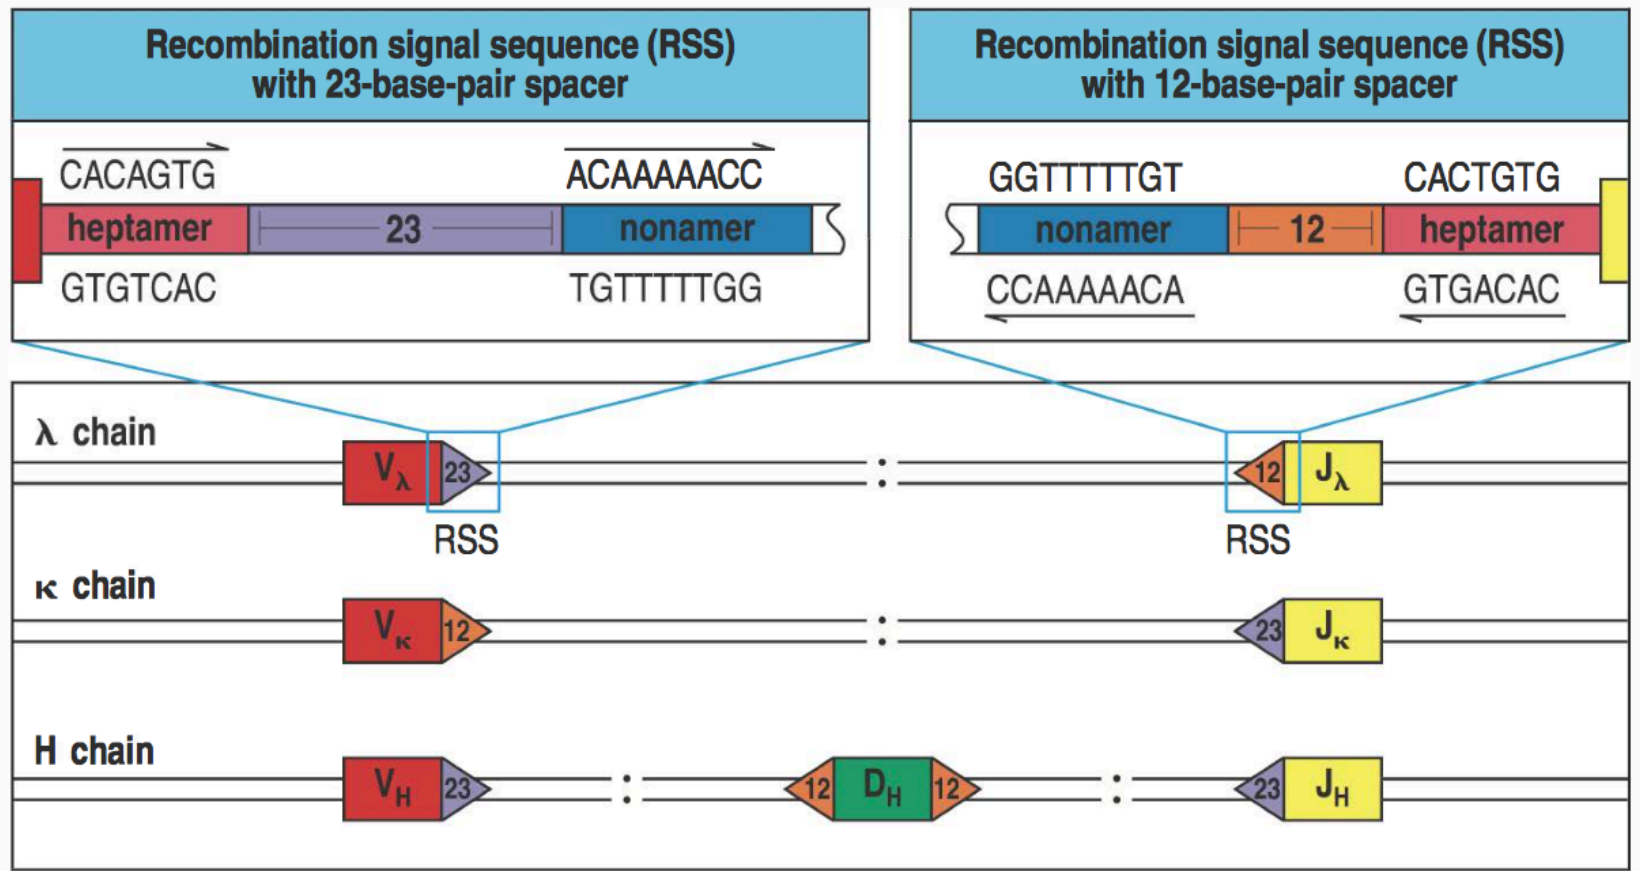 Recombination signal sequence (RSS)
with 23-base-pair spacer
CACAGTG ACAAAAACC
heptamer 23 nonamer
GTGTCAC TGTTTTTGG
Recombination signal sequence (RSS)
with 12-base-pair spacer
GGTTTTTGT CACTGTG
nonamer 12 heptamer
CCAAAAACA GTGACAC
λ chain
Vλ 23 : 12 Jλ
RSS RSS
κ chain
Vκ 12 : 23 Jκ
H chain
VH 23 : 12 DH 12 : 23 JH